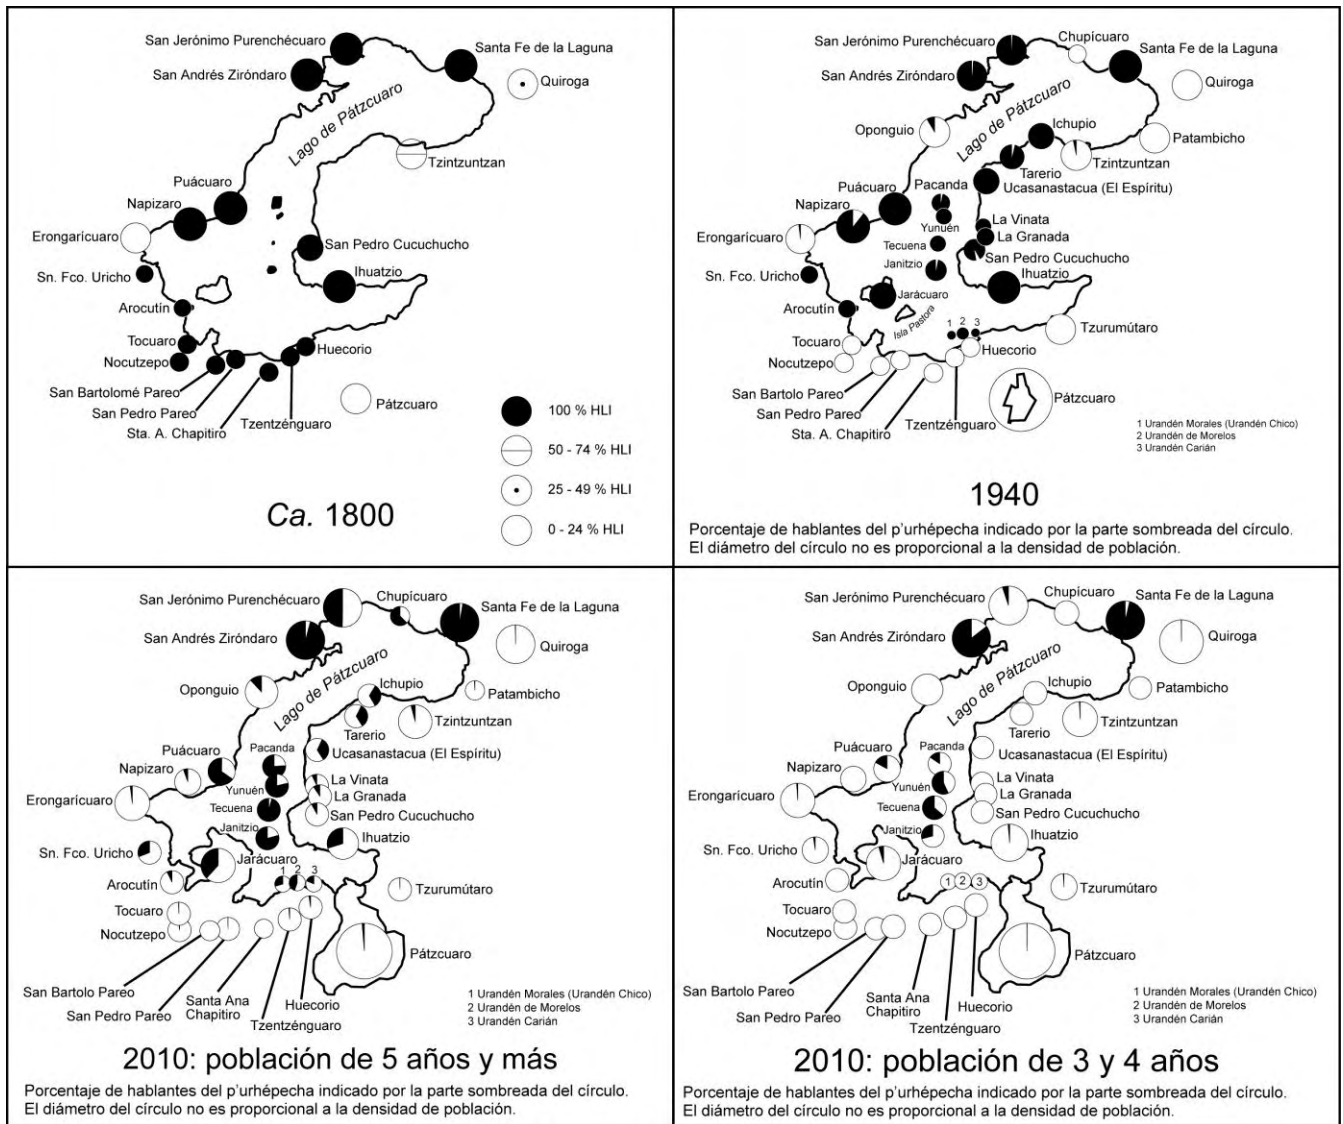 San Jerónimo Purenchécuaro
Santa Fe de la Laguna
San Andrés Ziróndaro
Quiroga
Lago de Pátzcuaro
Tzintzuntzan
Puácuaro
Napizaro
Erongarícuaro
San Pedro Cucuchucho
Sn. Fco. Uricho
Ihuatzio
Arocutín
Tocuaro
Huecorio
Nocutzepo
San Bartolomé Pareo
San Pedro Pareo
Sta. A. Chapitiro
Tzentzénguaro
Pátzcuaro
100 % HLI
50 - 74 % HLI
25 - 49 % HLI
0 - 24 % HLI
Ca. 1800
San Jerónimo Purenchécuaro
Chupícuaro
Santa Fe de la Laguna
San Andrés Ziróndaro
Quiroga
Lago de Pátzcuaro
Oponguio
Ichupio
Patambicho
Tzintzuntzan
Tarerio
Puácuaro
Pacanda
Ucasanastacua (El Espíritu)
Napizaro
Yunuén
La Vinata
Erongarícuaro
La Granada
Tecuena
San Pedro Cucuchucho
Sn. Fco. Uricho
Janitzio
Ihuatzio
Jarácuaro
Arocutín
Isla Pastora
1 2 3
Tzurumútaro
Tocuaro
Huecorio
Nocutzepo
San Bartolo Pareo
San Pedro Pareo
Sta. A. Chapitiro
Tzentzénguaro
Pátzcuaro
1 Urandén Morales (Urandén Chico)
2 Urandén de Morelos
3 Urandén Carián
1940
Porcentaje de hablantes del p'urhépecha indicado por la parte sombreada del círculo.
El diámetro del círculo no es proporcional a la densidad de población.
San Jerónimo Purenchécuaro
Chupícuaro
Santa Fe de la Laguna
San Andrés Ziróndaro
Quiroga
Lago de Pátzcuaro
Oponguio
Ichupio
Patambicho
Tzintzuntzan
Tarerio
Puácuaro
Pacanda
Ucasanastacua (El Espíritu)
Napizaro
Yunuén
La Vinata
Erongarícuaro
La Granada
Tecuena
San Pedro Cucuchucho
Janitzio
Ihuatzio
Sn. Fco. Uricho
Jarácuaro
1 2 3
Arocutín
Tzurumútaro
Tocuaro
Nocutzepo
Pátzcuaro
San Bartolo Pareo
San Pedro Pareo
Santa Ana
Chapitiro
Huecorio
Tzentzénguaro
1 Urandén Morales (Urandén Chico)
2 Urandén de Morelos
3 Urandén Carián
2010: población de 5 años y más
Porcentaje de hablantes del p'urhépecha indicado por la parte sombreada del círculo.
El diámetro del círculo no es proporcional a la densidad de población.
San Jerónimo Purenchécuaro
Chupícuaro
Santa Fe de la Laguna
San Andrés Ziróndaro
Quiroga
Lago de Pátzcuaro
Oponguio
Ichupio
Patambicho
Tzintzuntzan
Tarerio
Puácuaro
Pacanda
Ucasanastacua (El Espíritu)
Napizaro
Yunuén
La Vinata
Erongarícuaro
La Granada
Tecuena
San Pedro Cucuchucho
Janitzio
Ihuatzio
Sn. Fco. Uricho
Jarácuaro
Arocutín
1 2 3
Tzurumútaro
Tocuaro
Nocutzepo
Pátzcuaro
San Bartolo Pareo
San Pedro Pareo
Santa Ana
Chapitiro
Huecorio
Tzentzénguaro
1 Urandén Morales (Urandén Chico)
2 Urandén de Morelos
3 Urandén Carián
2010: población de 3 y 4 años
Porcentaje de hablantes del p'urhépecha indicado por la parte sombreada del círculo.
El diámetro del círculo no es proporcional a la densidad de población.